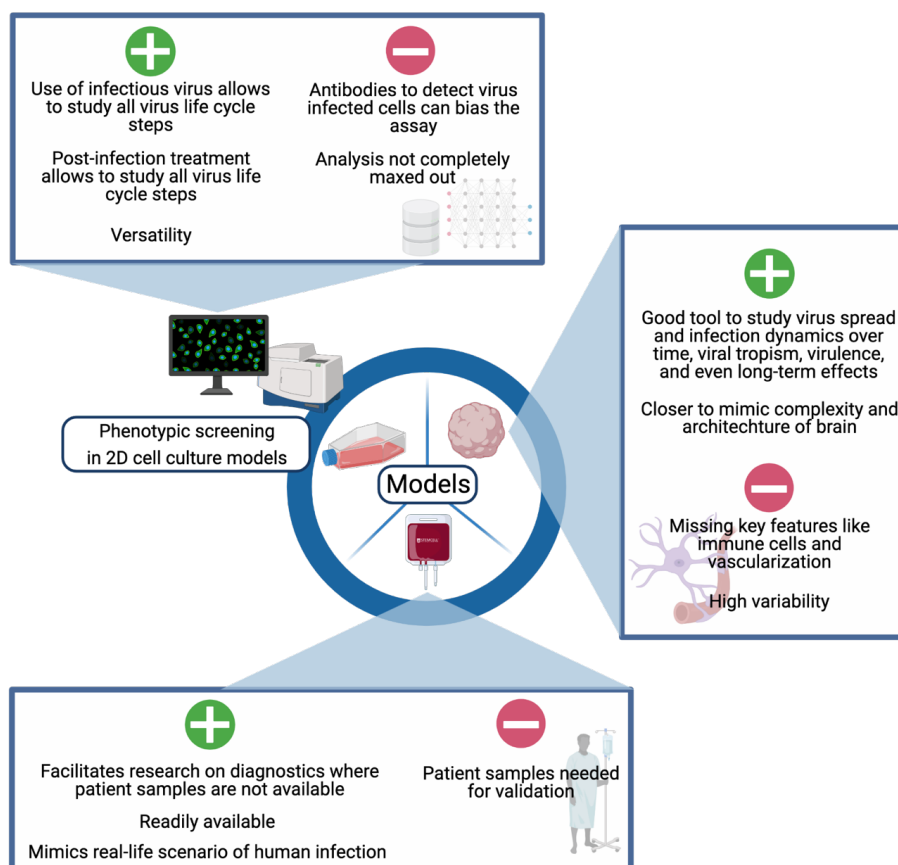 Use of infectious virus allows
to study all virus life cycle
steps
Post-infection treatment
allows to study all virus life
cycle steps
Versatility
Antibodies to detect virus
infected cells can bias the
assay
Analysis not completely
maxed out
Good tool to study virus spread
and infection dynamics over
time, viral tropism, virulence,
and even long-term effects
Closer to mimic complexity and
architechture of brain
Missing key features like
immune cells and
vascularization
High variability
Phenotypic screening
in 2D cell culture models
Models
Facilitates research on diagnostics where
patient samples are not available
Readily available
Mimics real-life scenario of human infection
Patient samples needed
for validation